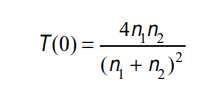 T(0) = 4n₁n₂ / (n₁ + n₂)²